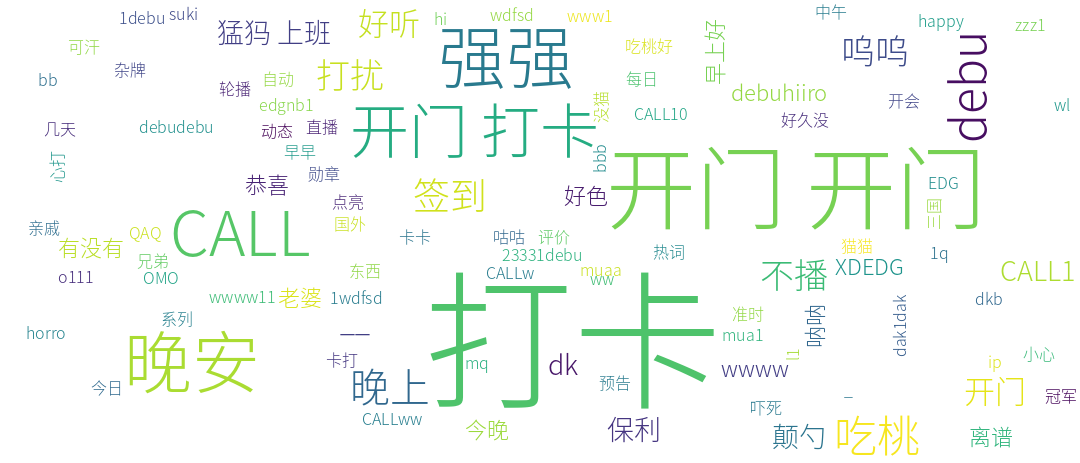 1debu
suki
猛犸 上班
好听
hi
wdfsd
www1
中午
happy
zzz1
可汗
强强
吃桃好
早上好
呜呜
debu
bb
杂牌
轮播
自动
打扰
每日
debuhiiro
开会
wl
edgnb1
没猫
CALL10
好久没
几天
debudebu
动态
直播
开门 打卡
早早
bbb
开门 开门
心打
恭喜
勋章
签到
好色
EDG
点亮
三国
亲戚
CALL
国外
有没有
QAQ
卡卡
咕咕
评价
热词
猫猫
1q
兄弟
23331debu
o111
OMO
东西
CALLw
muaa
ww
不播
XDEDG
CALL1
wwww11
老婆
1wdfsd
打卡
dkb
系列
准时
呐呐
dak1dak
horro
一一
mua1
晚安
卡打
mq
dk
l1
小心
ip
今日
晚上
预告
wwww
开门
冠军
吓死
一
CALLww
今晚
保利
颠勺
吃桃
离谱